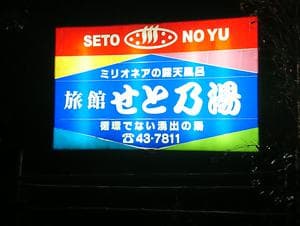 SETO NO YU
ミリオネアの露天風呂
旅館 せと乃湯
循環でない湧出の湯
☎43-7811